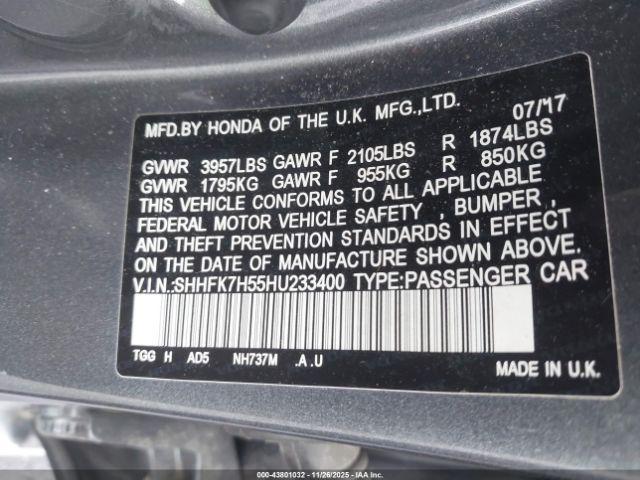 MFD.BY HONDA OF THE U.K. MFG.,LTD. 07/'17
GVWR 3957LBS GAWR F 2105LBS R 1874LBS
GVWR 1795KG GAWR F 955KG R 850KG
THIS VEHICLE CONFORMS TO ALL APPLICABLE
FEDERAL MOTOR VEHICLE SAFETY , BUMPER ,
AND THEFT PREVENTION STANDARDS IN EFFECT
ON THE DATE OF MANUFACTURE SHOWN ABOVE.
V.I.N.:SHHFK7H55HU233400 TYPE:PASSENGER CAR
TGG H AD5 NH737M .A .U
MADE IN U.K.
000-43801032 - 11/26/2025 - IAAI.COM